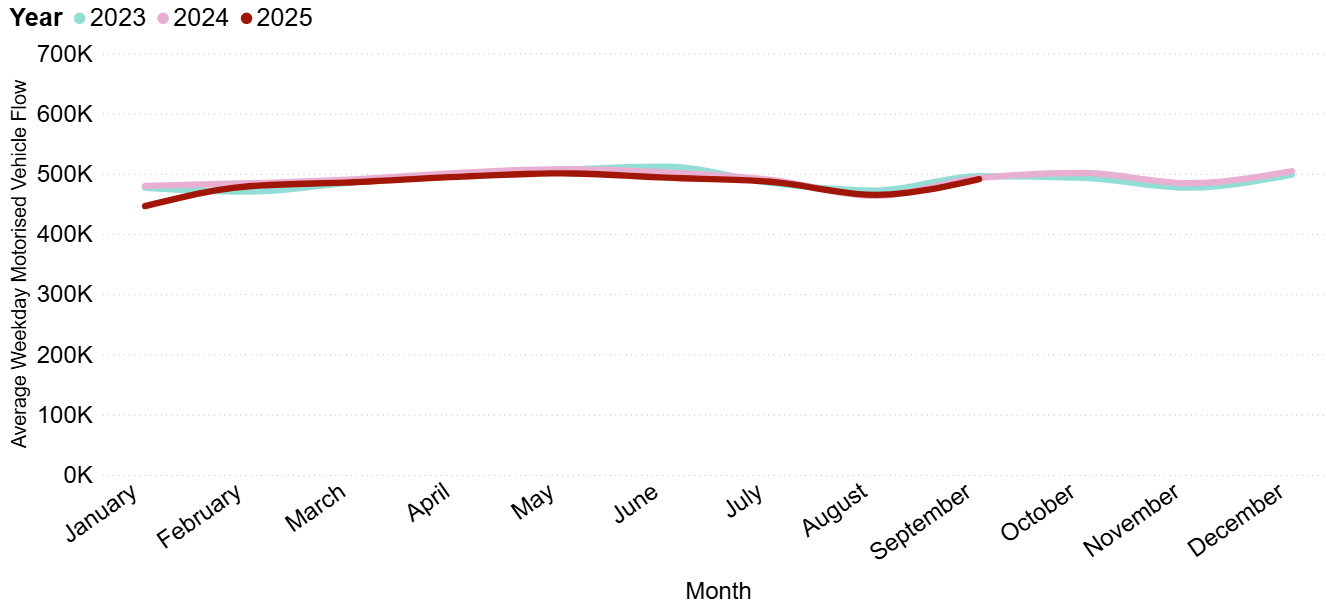 Year 2023 2024 2025
Average Weekday Motorised Vehicle Flow
700K
600K
500K
400K
300K
200K
100K
0K
January February March April May June July August September October November December
Month